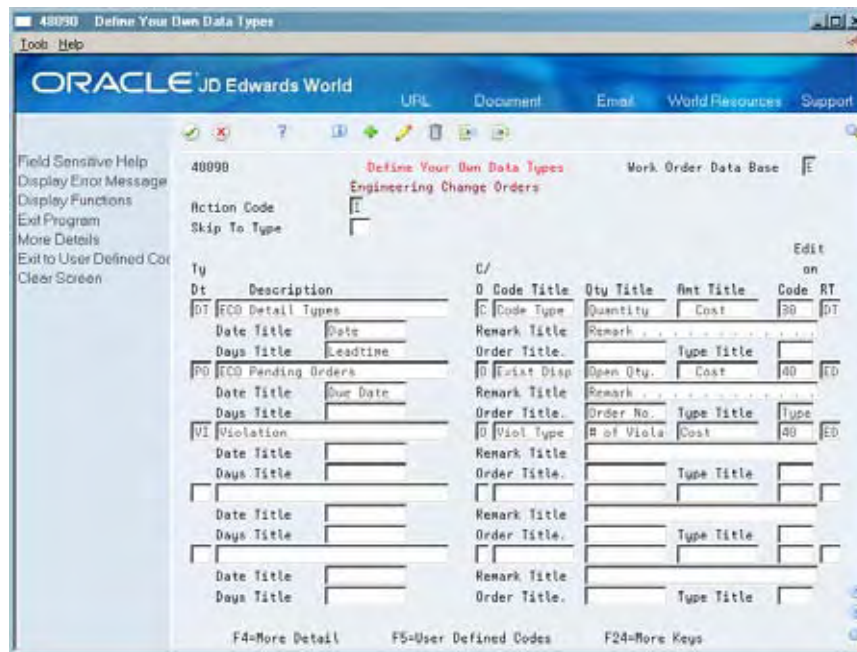 48090 Define Your Own Data Types
Tools Help
ORACLE JD Edwards World
URL Document Email World Resources Support
Field Sensitive Help
Display Error Message
Display Functions
Exit Program
More Details
Exit to User Defined Cod
Clear Screen
48090 Define Your Own Data Types Work Order Data Base E
Engineering Change Orders
Action Code I
Skip To Type
Edit
Ty C/ on
Dt Description O Code Title Qty Title Amt Title Code RT
DT ECO Detail Types C Code Type Quantity Cost 30 DT
Date Title Date Remark Title Remark . . . . . . . . . . . . .
Days Title Leadtime Order Title. Type Title
PO ECO Pending Orders O Exist Disp Open Qty. Cost 40 ED
Date Title Due Date Remark Title Remark . . . . . . . . . . . . .
Days Title Order Title. Order No. Type Title Type
VI Violation O Viol Type # of Viola Cost 40 ED
Date Title Remark Title
Days Title Order Title. Type Title
Date Title Remark Title
Days Title Order Title. Type Title
Date Title Remark Title
Days Title Order Title. Type Title
F4=More Detail F5=User Defined Codes F24=More Keys